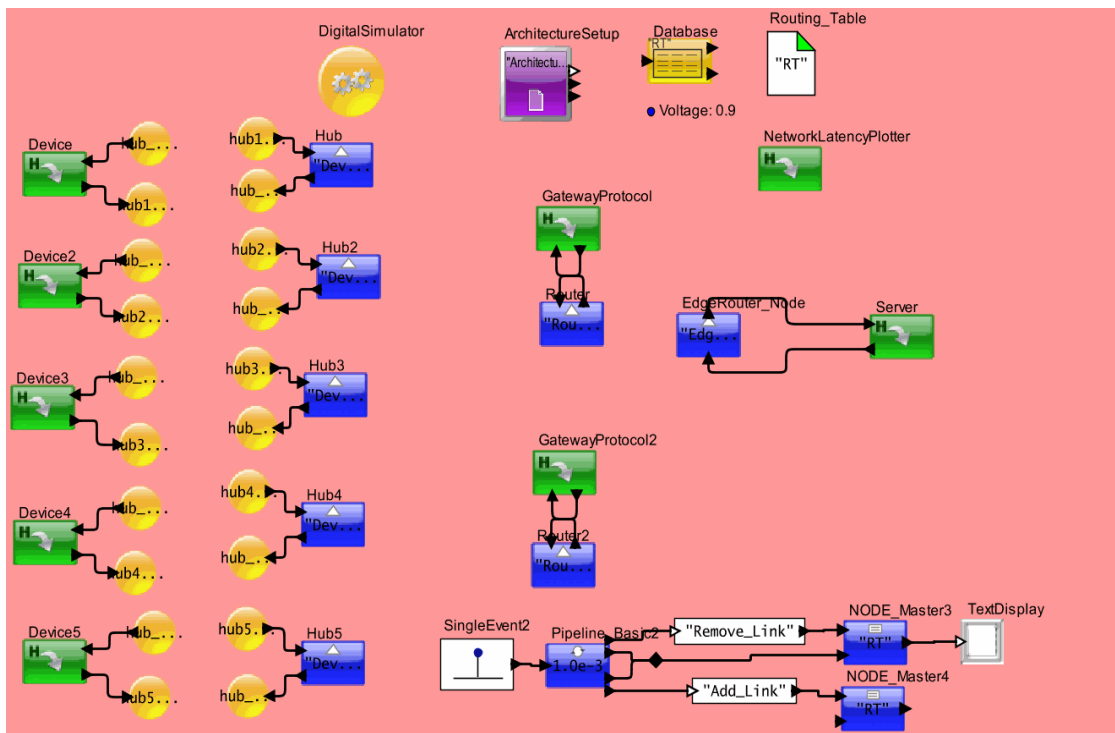 DigitalSimulator
ArchitectureSetup
"Architectu...
Database
"RT"
Voltage: 0.9
Routing_Table
"RT"
NetworkLatencyPlotter
H
Device
H
hub_...
hub1...
hub1...
hub_...
Hub
"Dev...
Device2
H
hub_...
hub2...
hub2...
hub_...
Hub2
"Dev...
Device3
H
hub_...
hub3...
hub3...
hub_...
Hub3
"Dev...
Device4
H
hub_...
hub4...
hub4...
hub_...
Hub4
"Dev...
Device5
H
hub_...
hub5...
hub5...
hub_...
Hub5
"Dev...
GatewayProtocol
H
Router
"Rou...
EdgeRouter_Node
"Edg...
Server
H
GatewayProtocol2
H
Router2
"Rou...
SingleEvent2
Pipeline_Basic2
1.0e-3
"Remove_Link"
"Add_Link"
NODE_Master3
"RT"
TextDisplay
NODE_Master4
"RT"